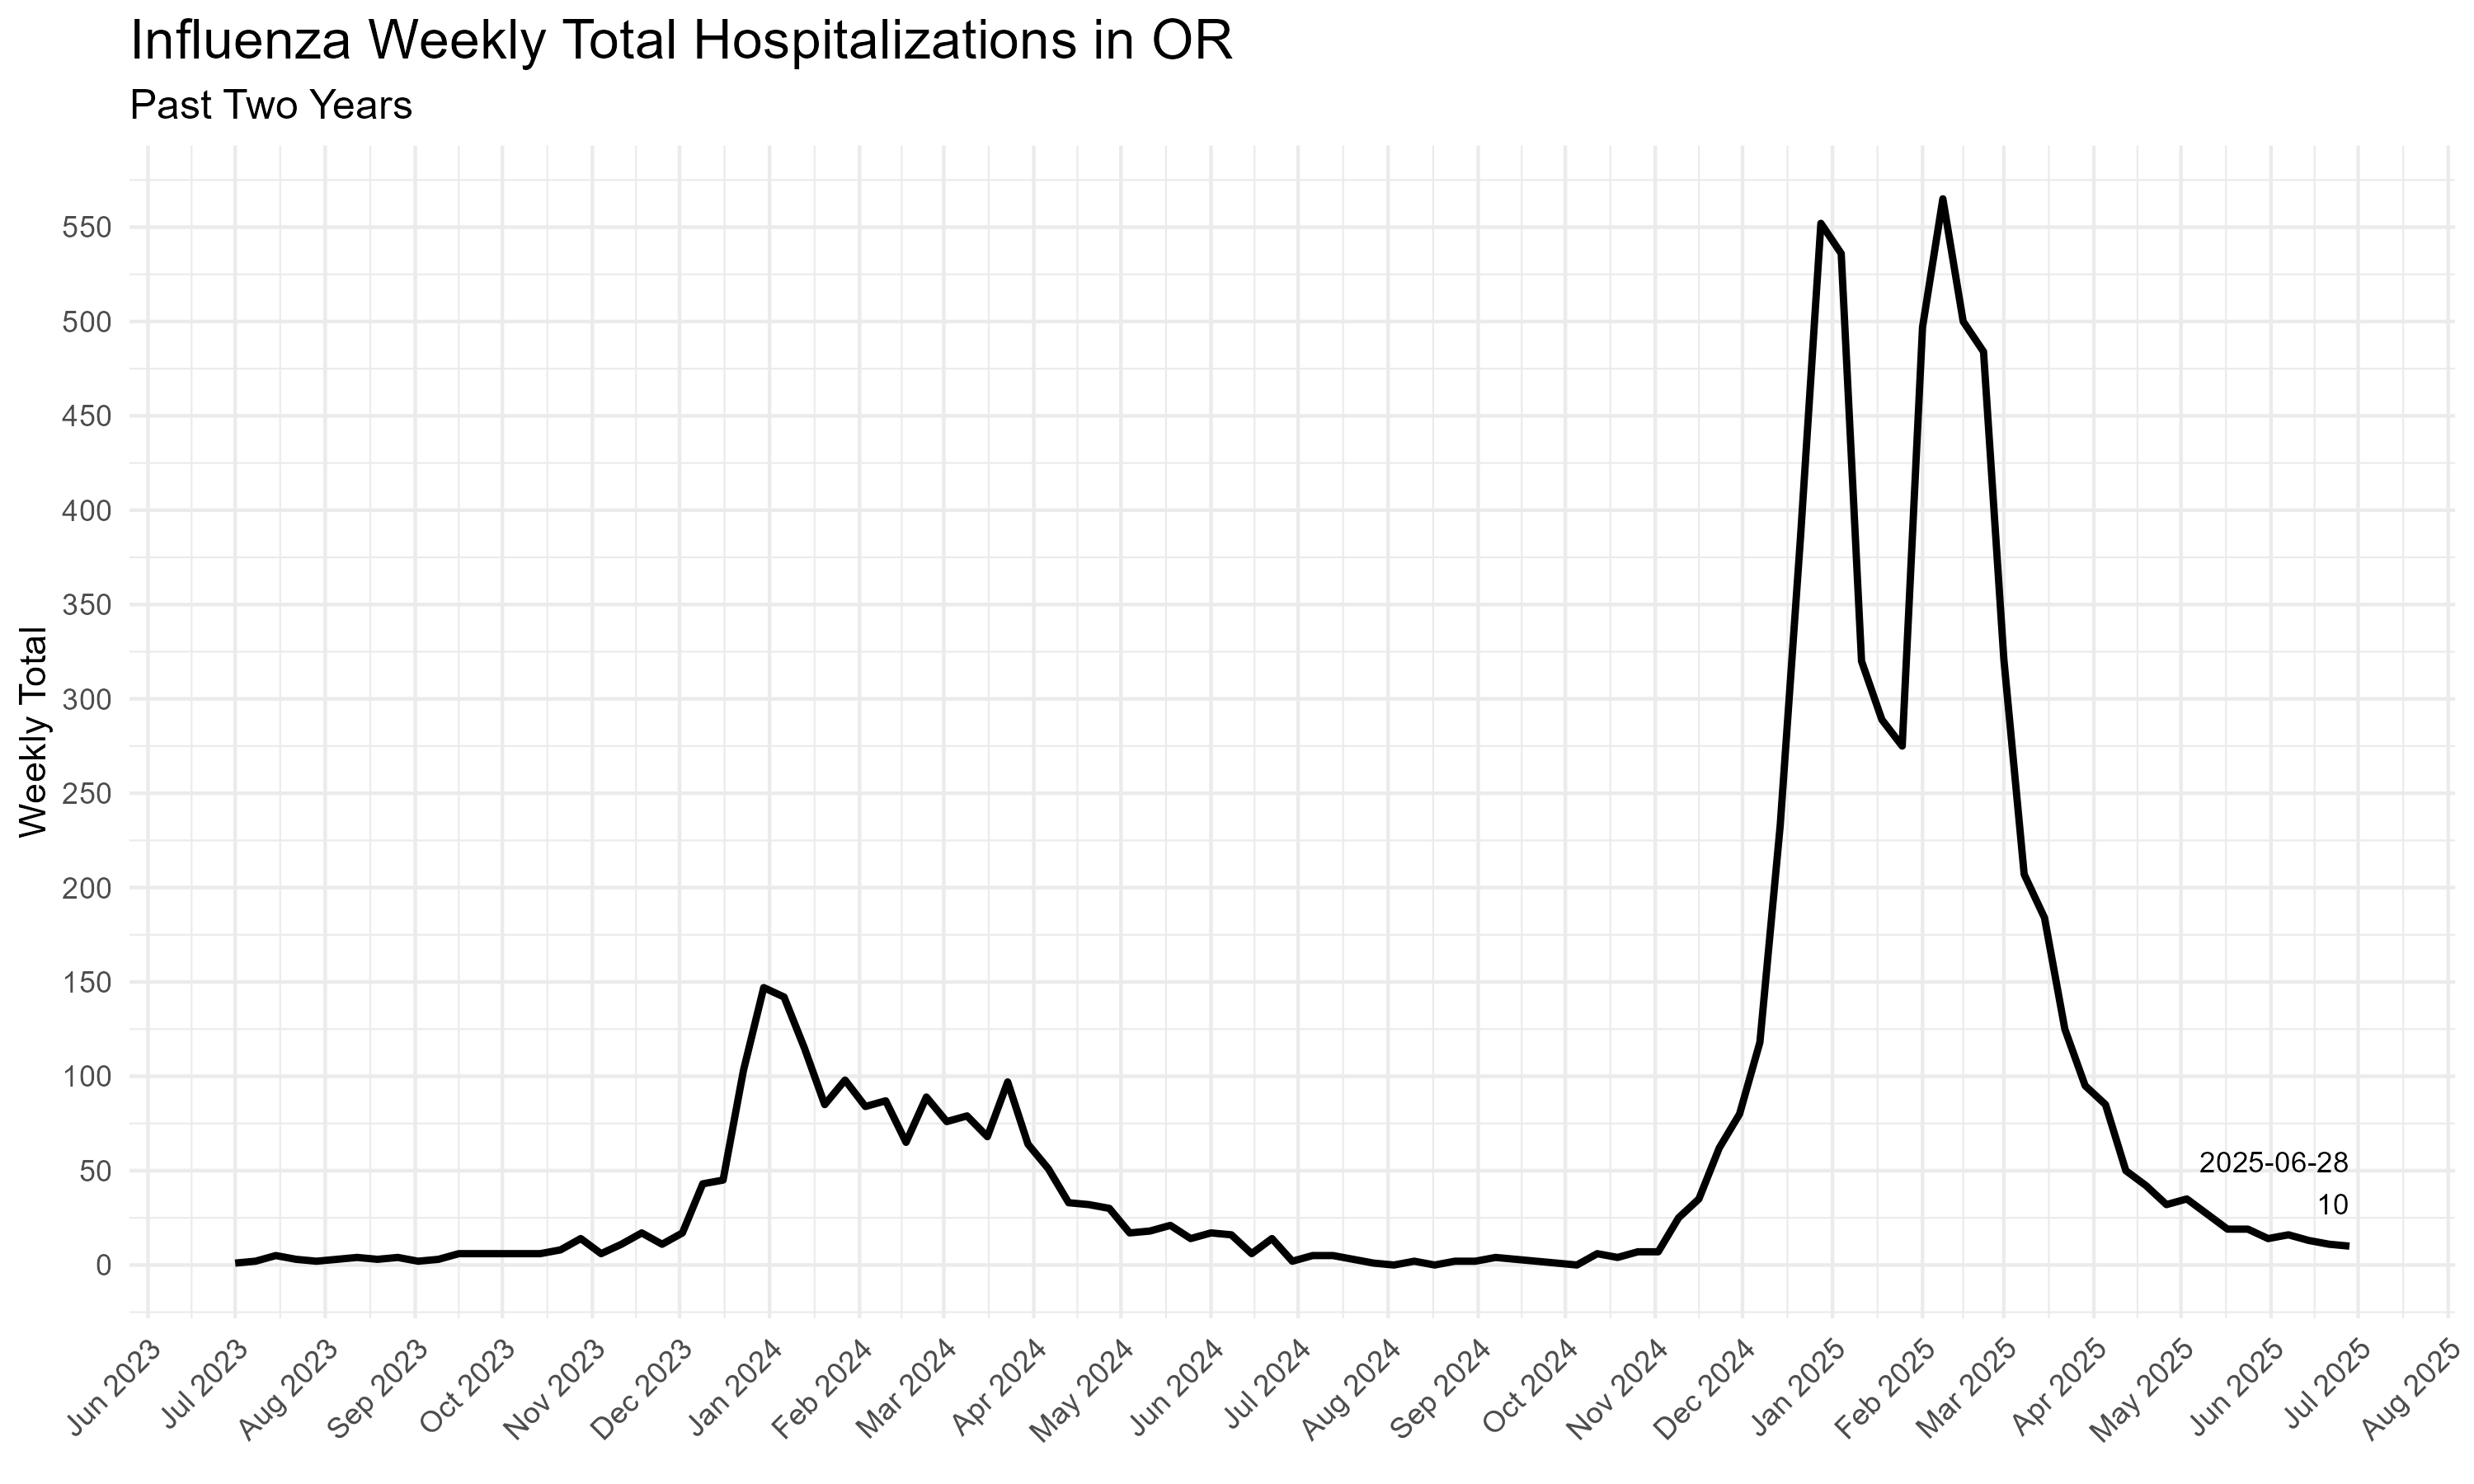 Influenza Weekly Total Hospitalizations in OR
Past Two Years
Weekly Total
550
500
450
400
350
300
250
200
150
100
50
0
2025-06-28
10
Jun 2023
Jul 2023
Aug 2023
Sep 2023
Oct 2023
Nov 2023
Dec 2023
Jan 2024
Feb 2024
Mar 2024
Apr 2024
May 2024
Jun 2024
Jul 2024
Aug 2024
Sep 2024
Oct 2024
Nov 2024
Dec 2024
Jan 2025
Feb 2025
Mar 2025
Apr 2025
May 2025
Jun 2025
Jul 2025
Aug 2025